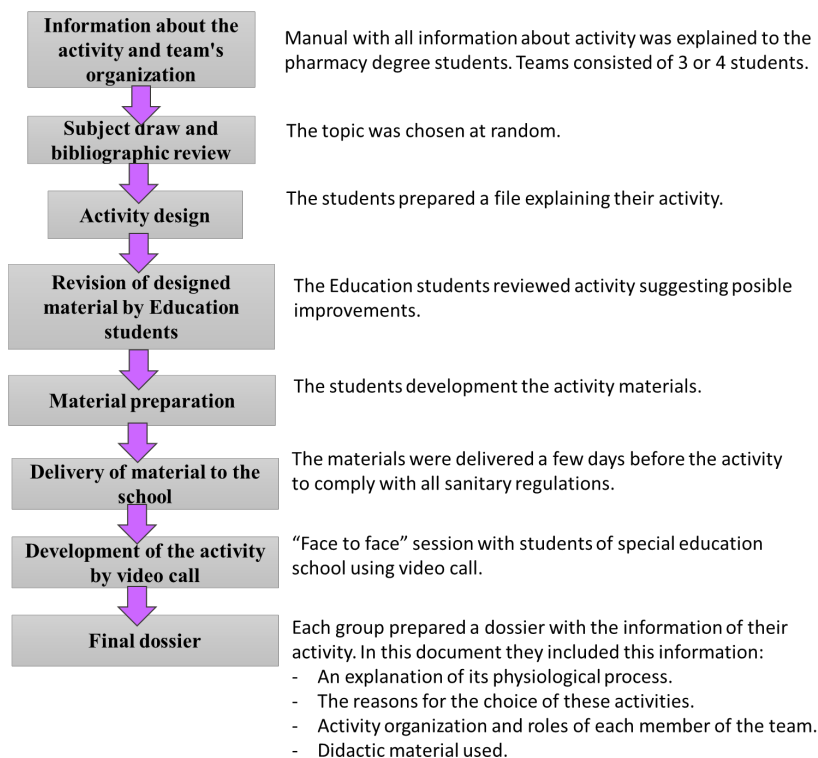 Information about the
activity and team's
organization
Manual with all information about activity was explained to the
pharmacy degree students. Teams consisted of 3 or 4 students.
Subject draw and
bibliographic review
The topic was chosen at random.
Activity design
The students prepared a file explaining their activity.
Revision of designed
material by Education
students
The Education students reviewed activity suggesting posible
improvements.
Material preparation
The students development the activity materials.
Delivery of material to the
school
The materials were delivered a few days before the activity
to comply with all sanitary regulations.
Development of the activity
by video call
“Face to face” session with students of special education
school using video call.
Final dossier
Each group prepared a dossier with the information of their
activity. In this document they included this information:
- An explanation of its physiological process.
- The reasons for the choice of these activities.
- Activity organization and roles of each member of the team.
- Didactic material used.